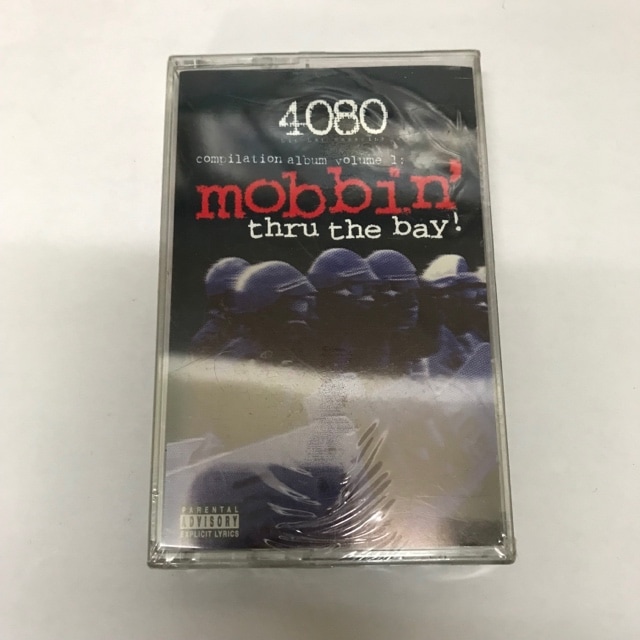 4080
compilation album volume 1:
mobbin'
thru the bay!
PARENTAL
ADVISORY
EXPLICIT LYRICS